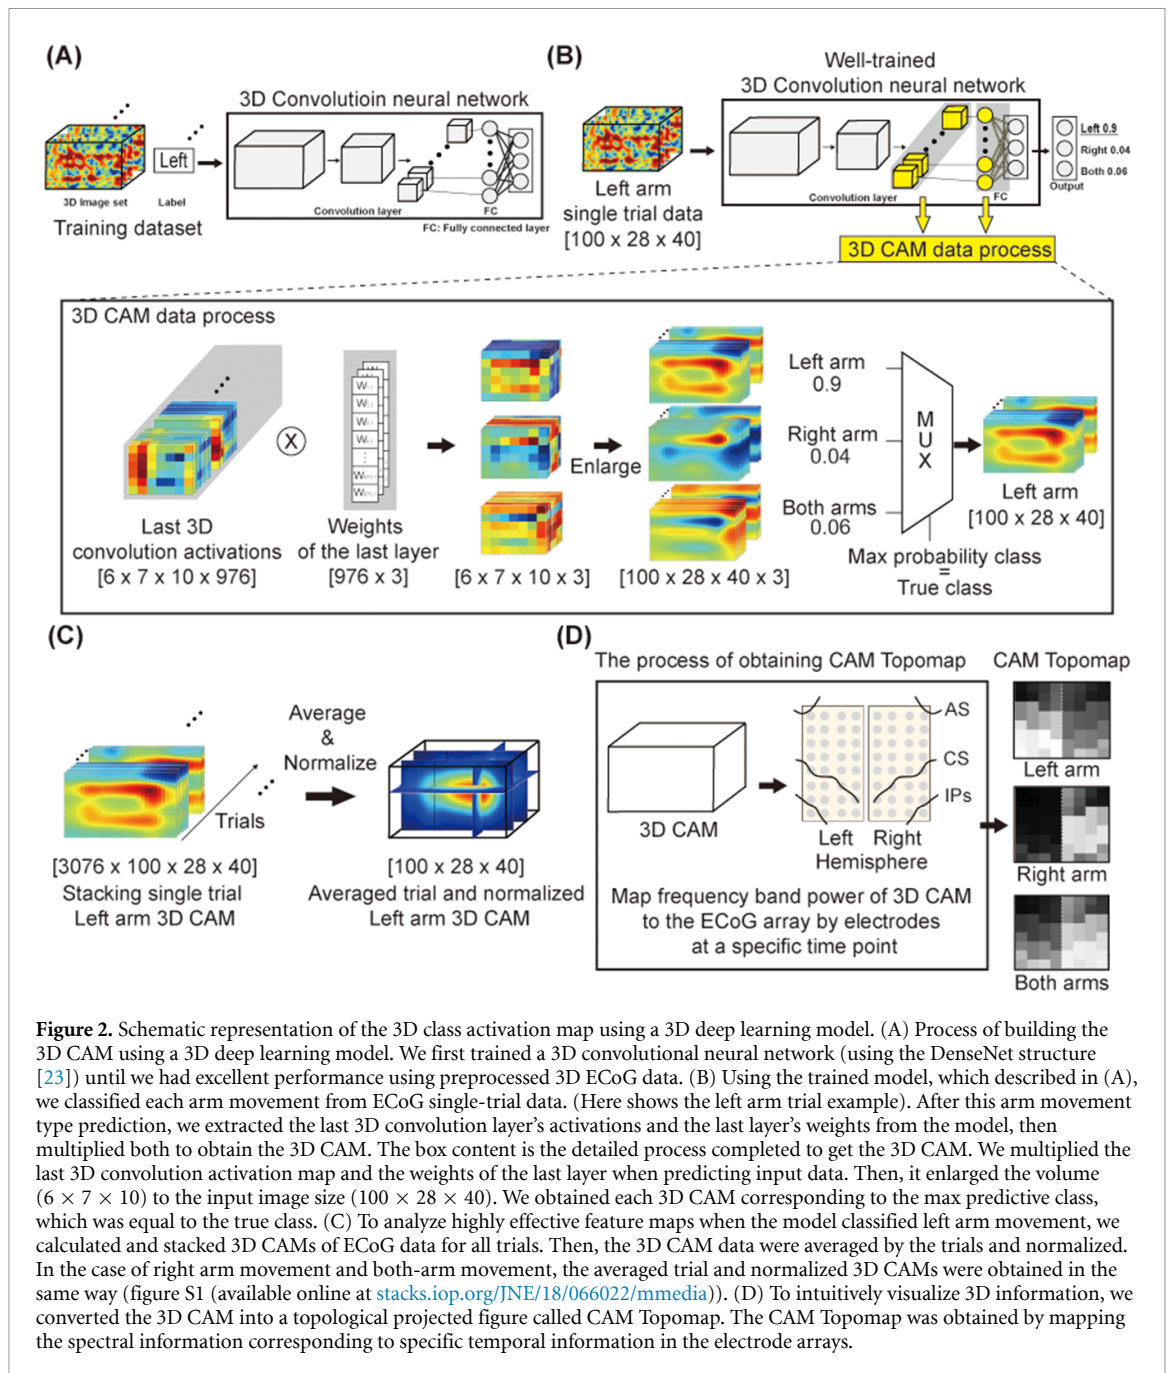 (A)
3D Convolutioin neural network
Left
3D Image set
Label
Training dataset
Convolution layer
FC
FC: Fully connected layer
(B)
Well-trained
3D Convolution neural network
Left arm
single trial data
[100 x 28 x 40]
Convolution layer
FC
Left 0.9
Right 0.04
Both 0.06
Output
3D CAM data process
3D CAM data process
Last 3D
convolution activations
[6 x 7 x 10 x 976]
X
Weights
of the last layer
[976 x 3]
[6 x 7 x 10 x 3]
Enlarge
[100 x 28 x 40 x 3]
Left arm
0.9
Right arm
0.04
Both arms
0.06
MUX
Max probability class
=
True class
Left arm
[100 x 28 x 40]
(C)
Average
&
Normalize
Trials
[3076 x 100 x 28 x 40]
Stacking single trial
Left arm 3D CAM
[100 x 28 x 40]
Averaged trial and normalized
Left arm 3D CAM
(D)
The process of obtaining CAM Topomap
3D CAM
AS
CS
IPs
Left Right
Hemisphere
Map frequency band power of 3D CAM
to the ECoG array by electrodes
at a specific time point
CAM Topomap
Left arm
Right arm
Both arms
Figure 2. Schematic representation of the 3D class activation map using a 3D deep learning model. (A) Process of building the
3D CAM using a 3D deep learning model. We first trained a 3D convolutional neural network (using the DenseNet structure
[23]) until we had excellent performance using preprocessed 3D ECoG data. (B) Using the trained model, which described in (A),
we classified each arm movement from ECoG single-trial data. (Here shows the left arm trial example). After this arm movement
type prediction, we extracted the last 3D convolution layer's activations and the last layer's weights from the model, then
multiplied both to obtain the 3D CAM. The box content is the detailed process completed to get the 3D CAM. We multiplied the
last 3D convolution activation map and the weights of the last layer when predicting input data. Then, it enlarged the volume
(6 × 7 × 10) to the input image size (100 × 28 × 40). We obtained each 3D CAM corresponding to the max predictive class,
which was equal to the true class. (C) To analyze highly effective feature maps when the model classified left arm movement, we
calculated and stacked 3D CAMs of ECoG data for all trials. Then, the 3D CAM data were averaged by the trials and normalized.
In the case of right arm movement and both-arm movement, the averaged trial and normalized 3D CAMs were obtained in the
same way (figure S1 (available online at stacks.iop.org/JNE/18/066022/mmedia)). (D) To intuitively visualize 3D information, we
converted the 3D CAM into a topological projected figure called CAM Topomap. The CAM Topomap was obtained by mapping
the spectral information corresponding to specific temporal information in the electrode arrays.